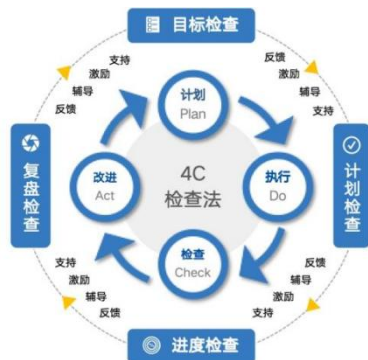 目标检查
支持
激励
辅导
反馈
反馈
激励
辅导
支持
计划
Plan
复盘检查
改进
Act
4C
检查法
执行
Do
计划检查
检查
Check
支持
激励
辅导
反馈
反馈
辅导
激励
支持
进度检查